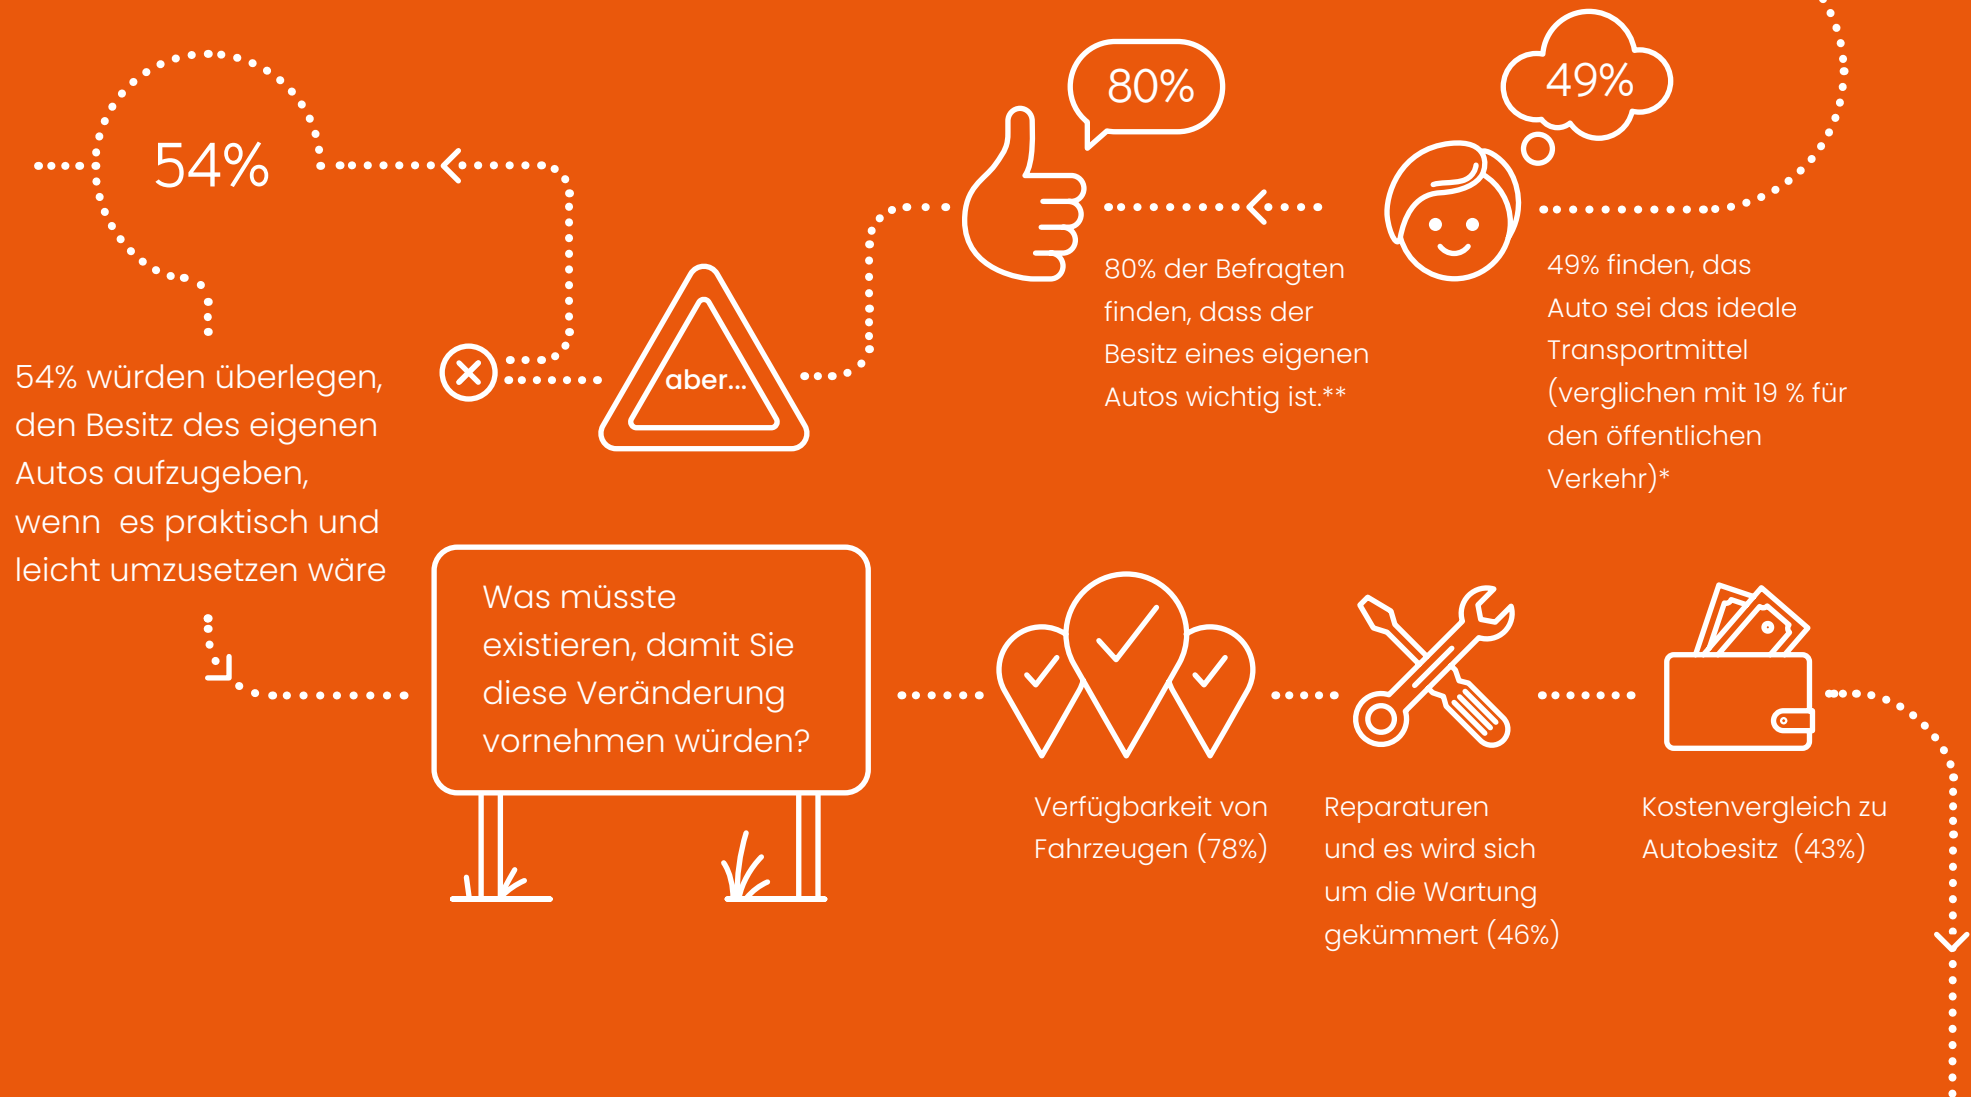 49%
49% finden, das
Auto sei das ideale
Transportmittel
(verglichen mit 19 % für
den öffentlichen
Verkehr)*
80%
80% der Befragten
finden, dass der
Besitz eines eigenen
Autos wichtig ist.**
aber...
54%
54% würden überlegen,
den Besitz des eigenen
Autos aufzugeben,
wenn  es praktisch und
leicht umzusetzen wäre
Was müsste
existieren, damit Sie
diese Veränderung
vornehmen würden?
Verfügbarkeit von
Fahrzeugen (78%)
Reparaturen
und es wird sich
um die Wartung
gekümmert (46%)
Kostenvergleich zu
Autobesitz  (43%)